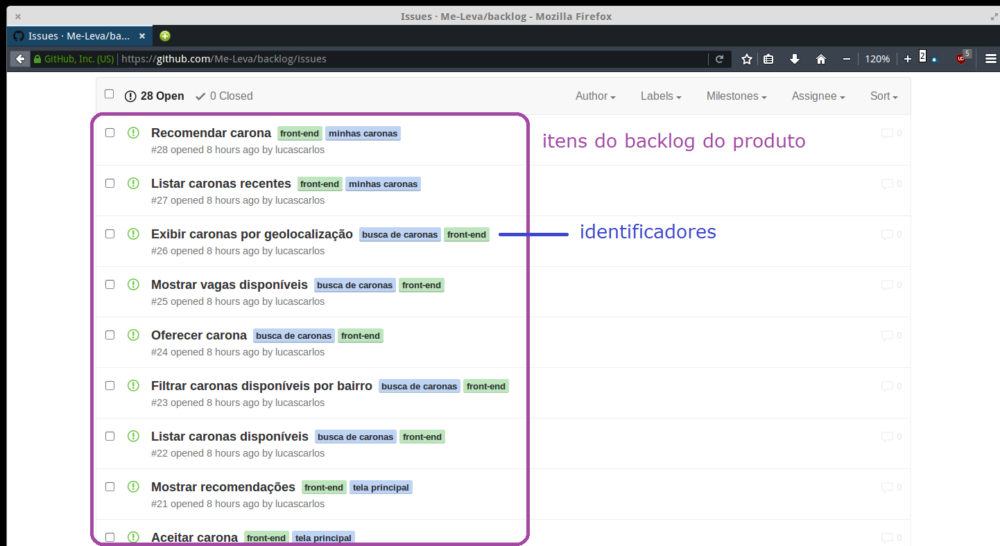 Issues · Me-Leva/backlog - Mozilla Firefox
Issues · Me-Leva/ba...
GitHub, Inc. (US) https://github.com/Me-Leva/backlog/issues 120% 2 5
28 Open 0 Closed Author Labels Milestones Assignee Sort
Recomendar carona front-end minhas caronas 0
#28 opened 8 hours ago by lucascarlos
itens do backlog do produto
Listar caronas recentes front-end minhas caronas 0
#27 opened 8 hours ago by lucascarlos
Exibir caronas por geolocalização busca de caronas front-end identificadores 0
#26 opened 8 hours ago by lucascarlos
Mostrar vagas disponíveis busca de caronas front-end 0
#25 opened 8 hours ago by lucascarlos
Oferecer carona busca de caronas front-end 0
#24 opened 8 hours ago by lucascarlos
Filtrar caronas disponíveis por bairro busca de caronas front-end 0
#23 opened 8 hours ago by lucascarlos
Listar caronas disponíveis busca de caronas front-end 0
#22 opened 8 hours ago by lucascarlos
Mostrar recomendações front-end tela principal 0
#21 opened 8 hours ago by lucascarlos
Aceitar carona front-end tela principal 0